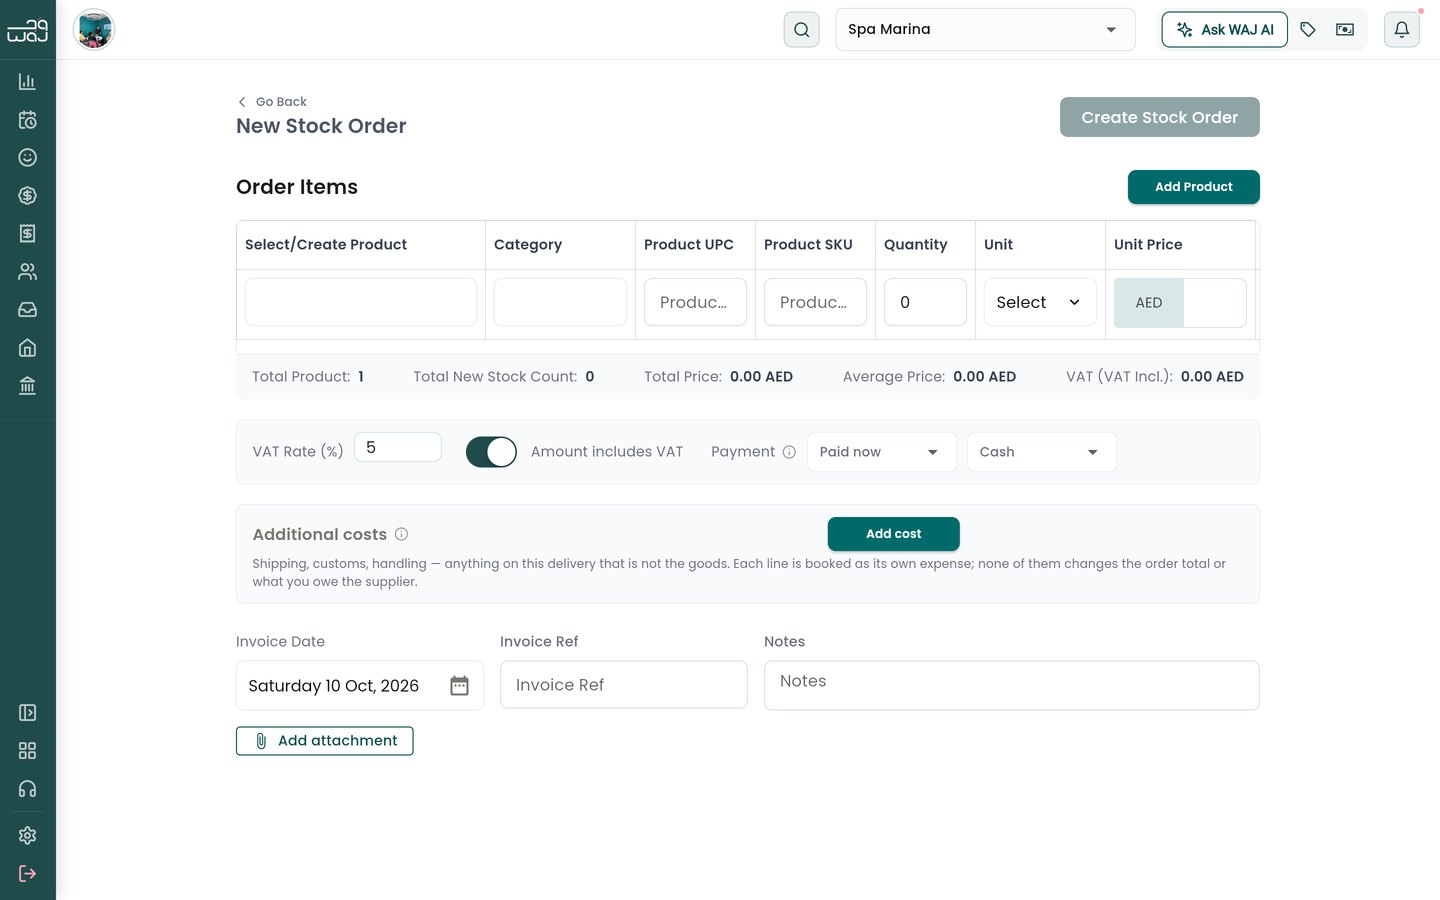 waj
Spa Marina
Ask WAJ AI
Go Back
New Stock Order
Create Stock Order
Order Items
Add Product
Select/Create Product
Category
Product UPC
Product SKU
Quantity
Unit
Unit Price
Produc...
Produc...
0
Select
AED
Total Product: 1
Total New Stock Count: 0
Total Price: 0.00 AED
Average Price: 0.00 AED
VAT (VAT Incl.): 0.00 AED
VAT Rate (%)
5
Amount includes VAT
Payment
Paid now
Cash
Additional costs
Add cost
Shipping, customs, handling — anything on this delivery that is not the goods. Each line is booked as its own expense; none of them changes the order total or
what you owe the supplier.
Invoice Date
Invoice Ref
Notes
Saturday 10 Oct, 2026
Invoice Ref
Notes
Add attachment